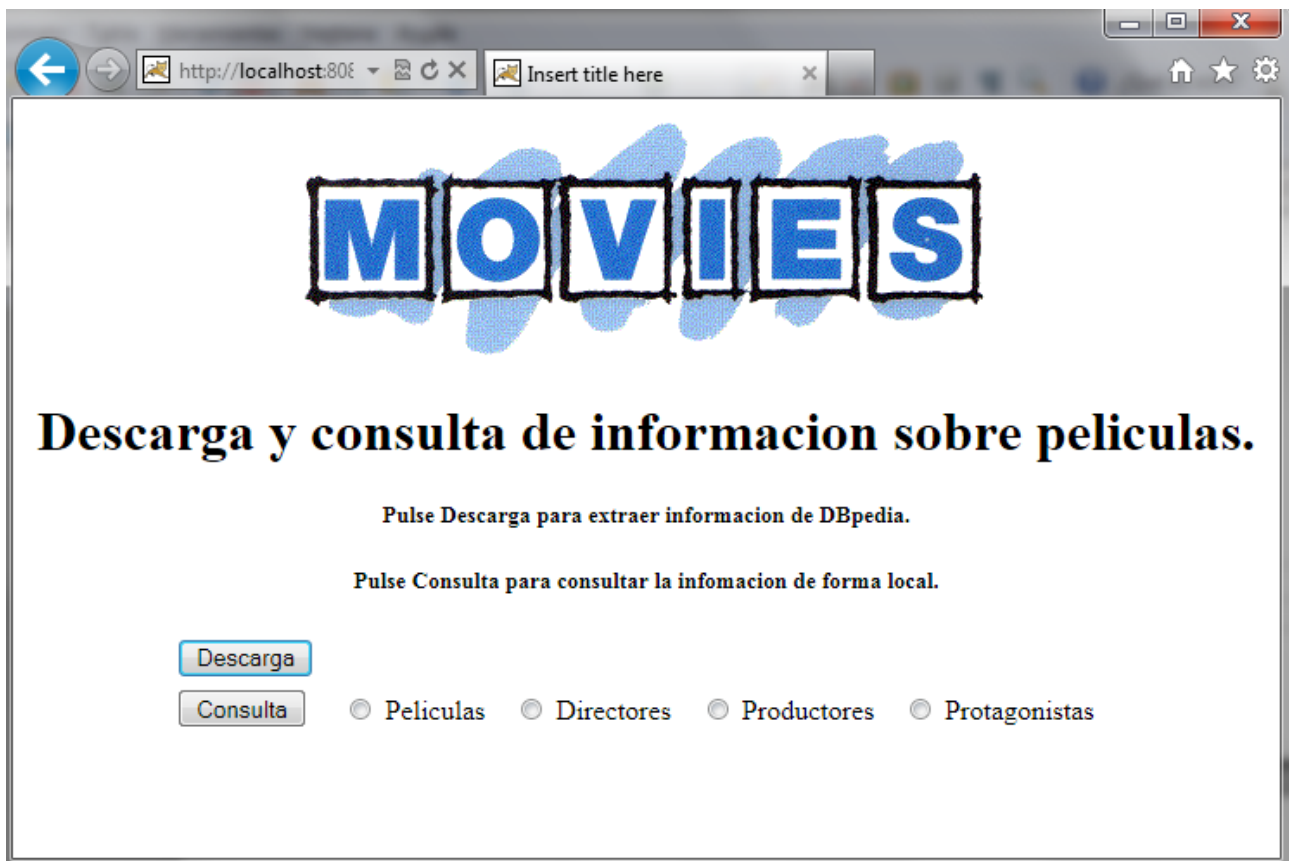 http://localhost:808
Insert title here
MOVIES
Descarga y consulta de informacion sobre peliculas.
Pulse Descarga para extraer informacion de DBpedia.
Pulse Consulta para consultar la infomacion de forma local.
Descarga
Consulta Peliculas Directores Productores Protagonistas